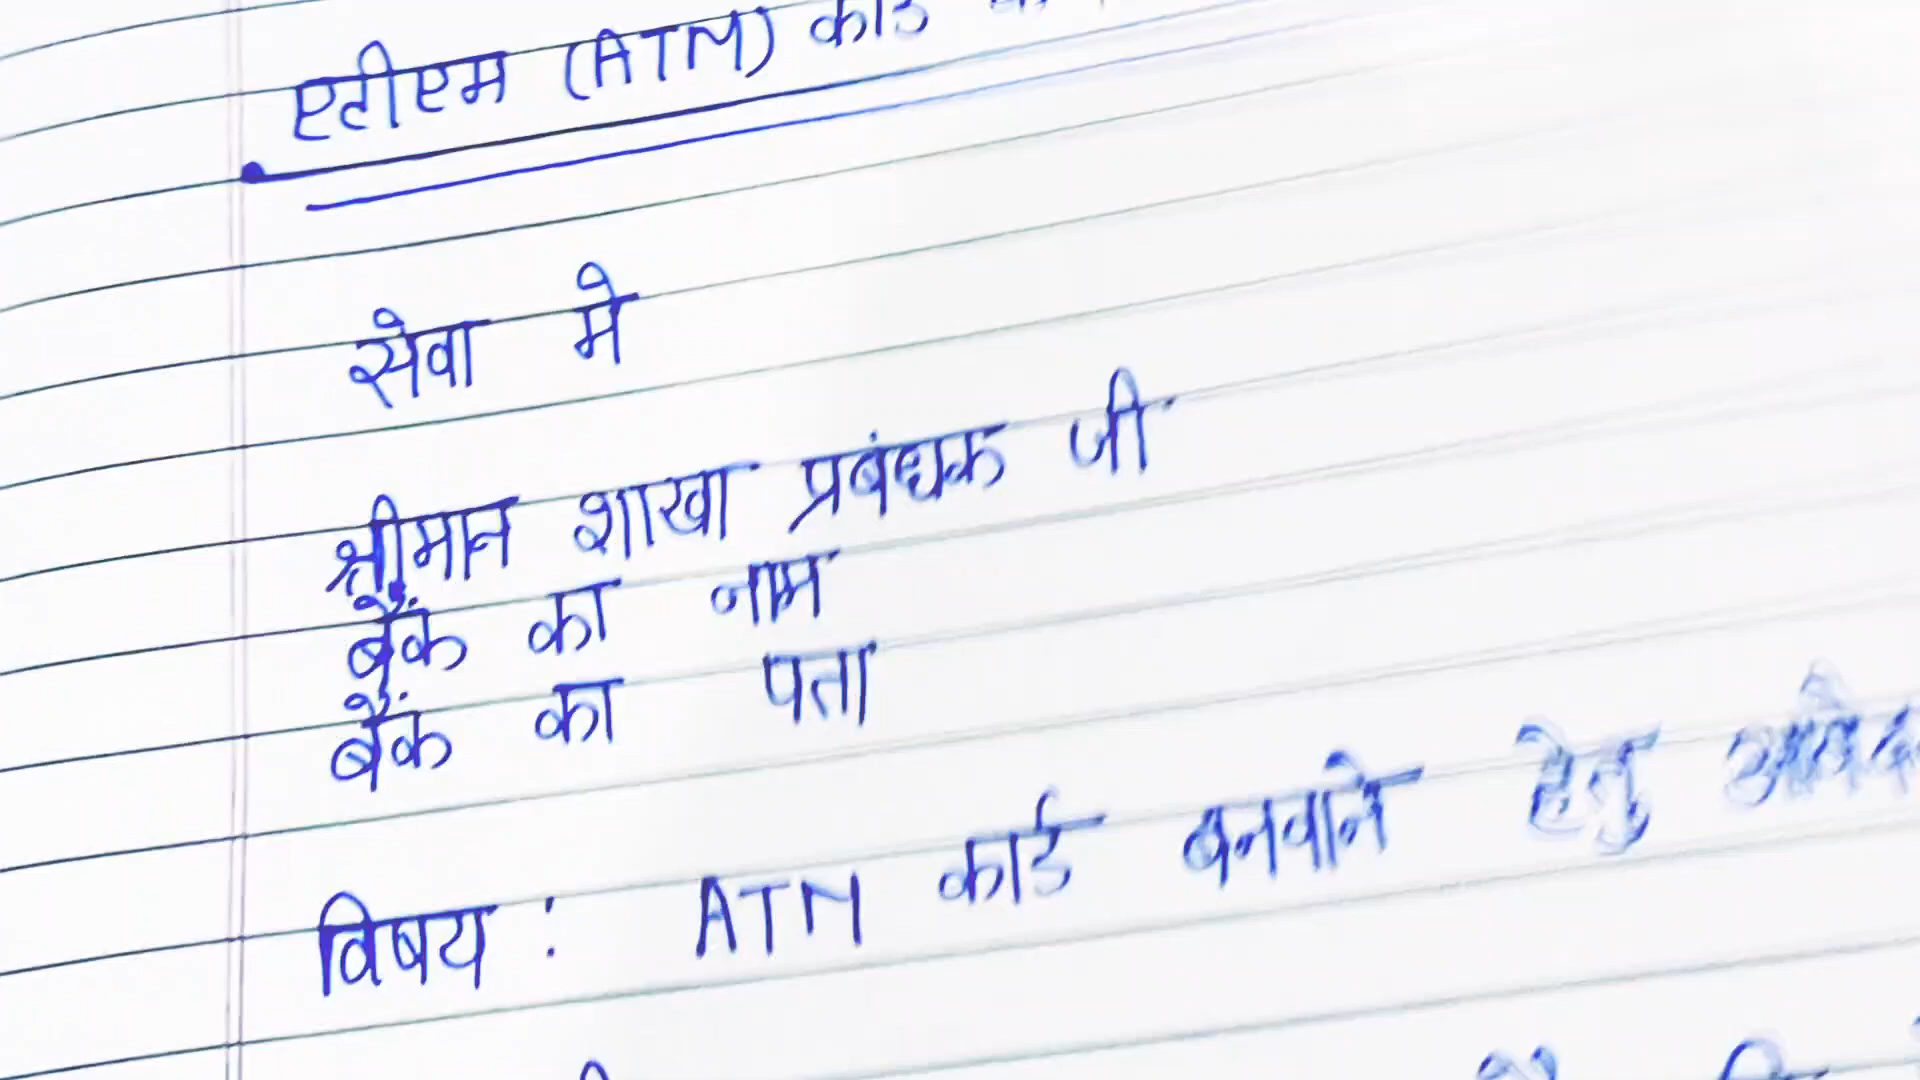 एटीएम (ATM) कार्ड
सेवा मे
श्रीमान शाखा प्रबंधक जी
बैंक का नाम
बैंक का पता
विषय : ATM कार्ड बनवाने हेतु